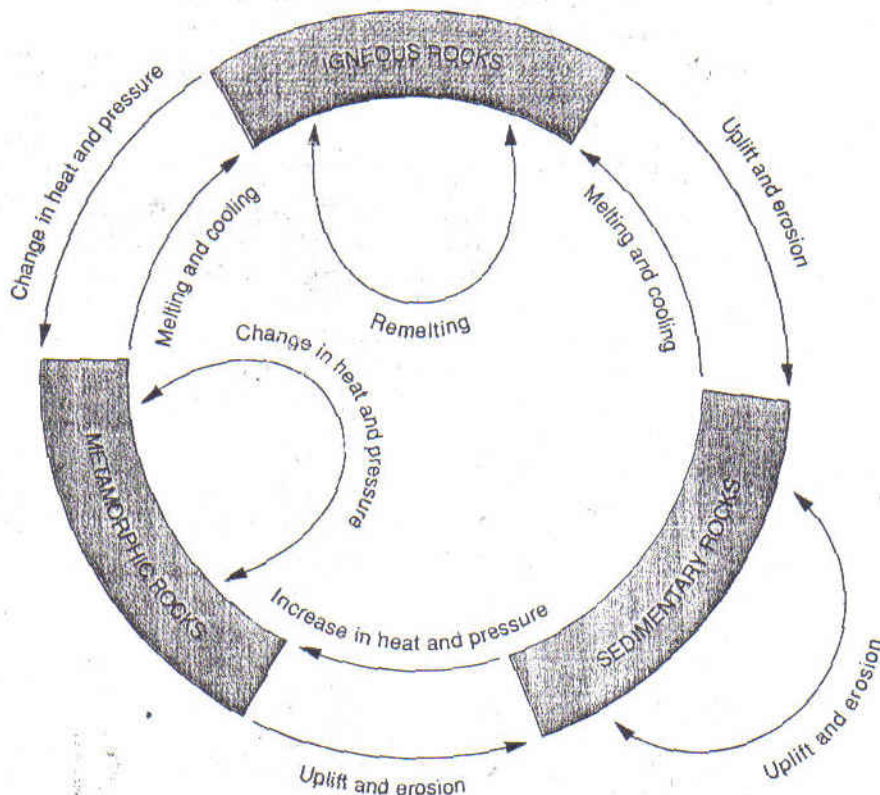 IGNEOUS ROCKS
Change in heat and pressure
Uplift and erosion
Melting and cooling
Melting and cooling
Remelting
Change in heat and pressure
METAMORPHIC ROCKS
SEDIMENTARY ROCKS
Increase in heat and pressure
Uplift and erosion
Uplift and erosion